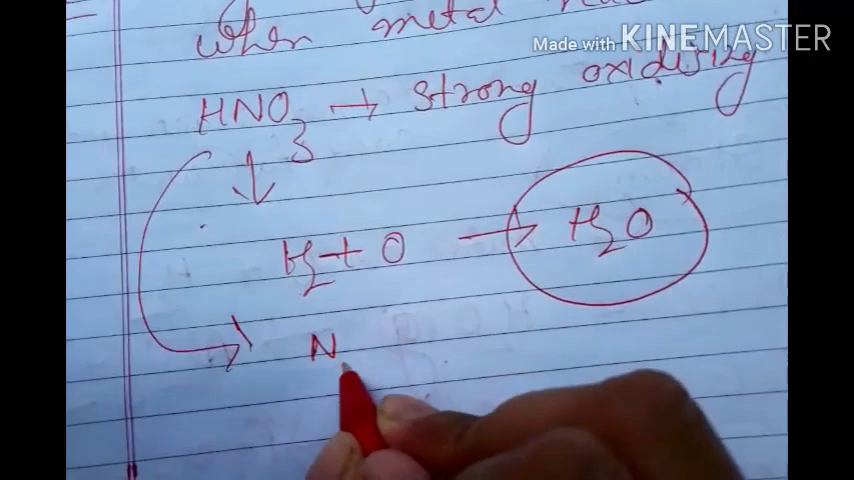 When metal
Made with KINEMASTER
HNO3 → strong oxidising
↓
H2 + O → H2O
N